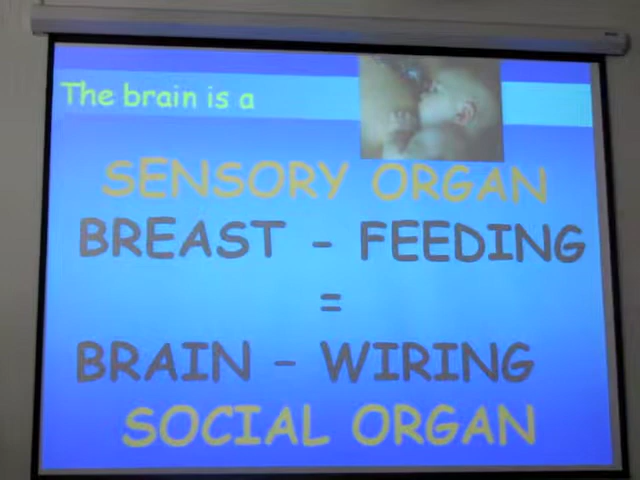 The brain is a
SENSORY ORGAN
BREAST - FEEDING
=
BRAIN - WIRING
SOCIAL ORGAN